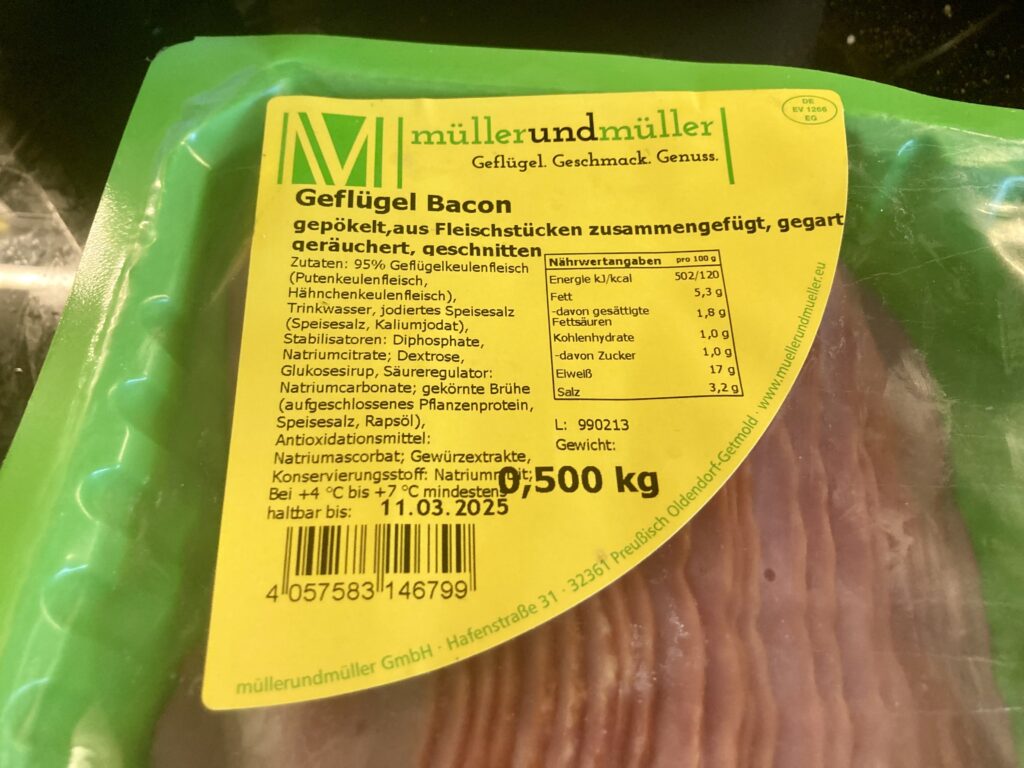 DE
EV 1266
EG
müllerundmüller
Geflügel. Geschmack. Genuss.
Geflügel Bacon
gepökelt,aus Fleischstücken zusammengefügt, gegart
geräuchert, geschnitten
Zutaten: 95% Geflügelkeulenfleisch
(Putenkeulenfleisch,
Hähnchenkeulenfleisch),
Trinkwasser, jodiertes Speisesalz
(Speisesalz, Kaliumjodat),
Stabilisatoren: Diphosphate,
Natriumcitrate; Dextrose,
Glukosesirup, Säureregulator:
Natriumcarbonate; gekörnte Brühe
(aufgeschlossenes Pflanzenprotein,
Speisesalz, Rapsöl),
Antioxidationsmittel:
Natriumascorbat; Gewürzextrakte,
Konservierungsstoff: Natriumnitrit;
Bei +4 °C bis +7 °C mindestens
haltbar bis: 11.03.2025
Nährwertangaben pro 100 g
Energie kJ/kcal 502/120
Fett 5,3 g
-davon gesättigte
Fettsäuren 1,8 g
Kohlenhydrate 1,0 g
-davon Zucker 1,0 g
Eiweiß 17 g
Salz 3,2 g
L: 990213
Gewicht:
0,500 kg
4 057583 146799
müllerundmüller GmbH · Hafenstraße 31 · 32361 Preußisch Oldendorf-Getmold · www.muellerundmueller.eu